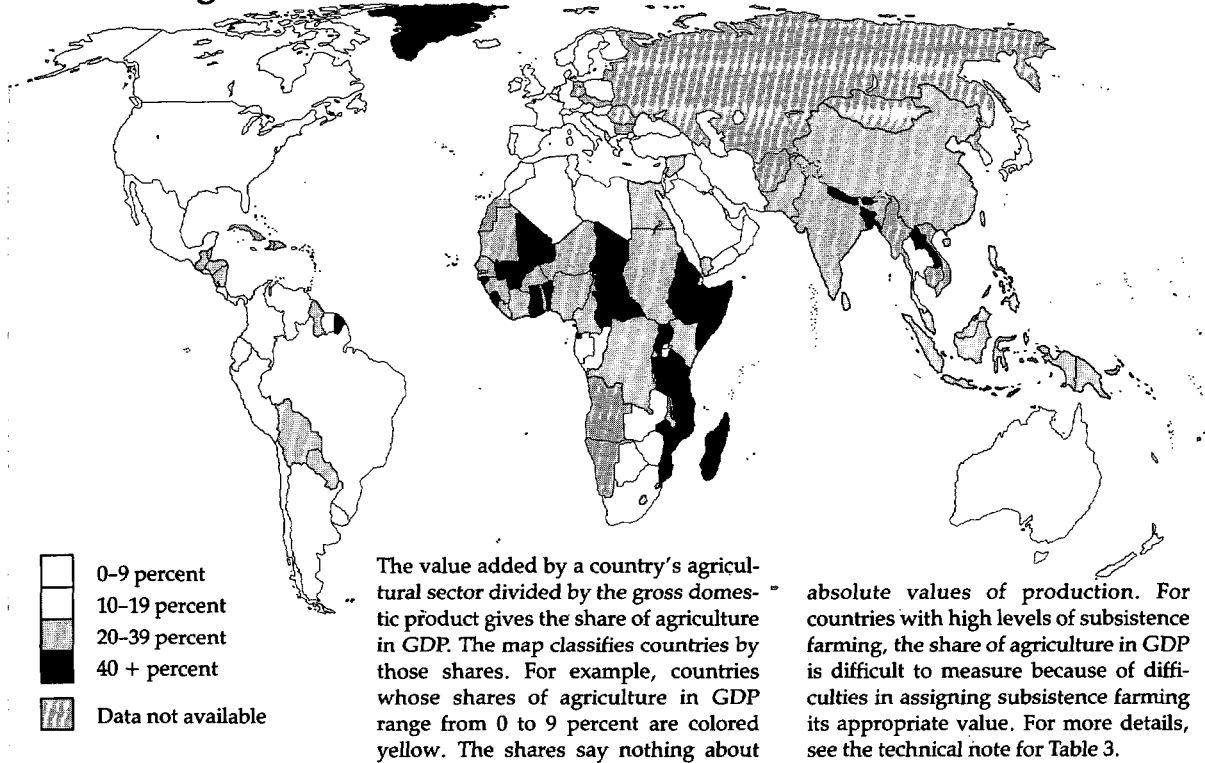 0–9 percent
10–19 percent
20–39 percent
40 + percent
Data not available
The value added by a country's agricul-
tural sector divided by the gross domes-
tic product gives the share of agriculture
in GDP. The map classifies countries by
those shares. For example, countries
whose shares of agriculture in GDP
range from 0 to 9 percent are colored
yellow. The shares say nothing about
absolute values of production. For
countries with high levels of subsistence
farming, the share of agriculture in GDP
is difficult to measure because of diffi-
culties in assigning subsistence farming
its appropriate value. For more details,
see the technical note for Table 3.